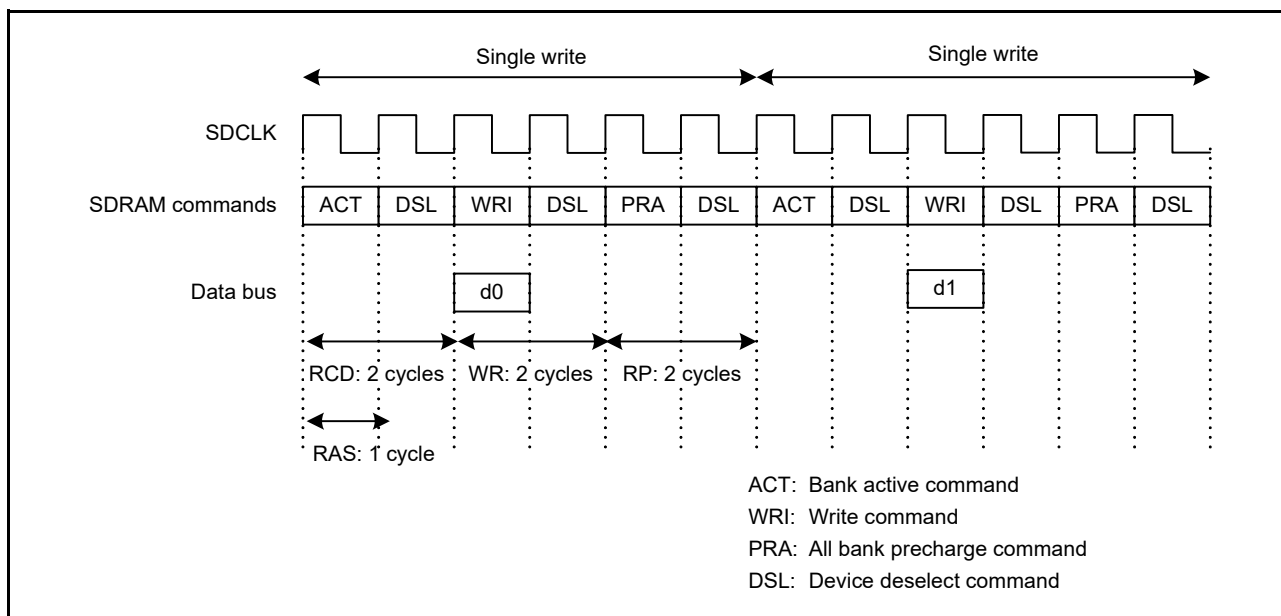 Single write Single write
SDCLK
SDRAM commands ACT DSL WRI DSL PRA DSL ACT DSL WRI DSL PRA DSL
Data bus d0 d1
RCD: 2 cycles WR: 2 cycles RP: 2 cycles
RAS: 1 cycle
ACT: Bank active command
WRI: Write command
PRA: All bank precharge command
DSL: Device deselect command